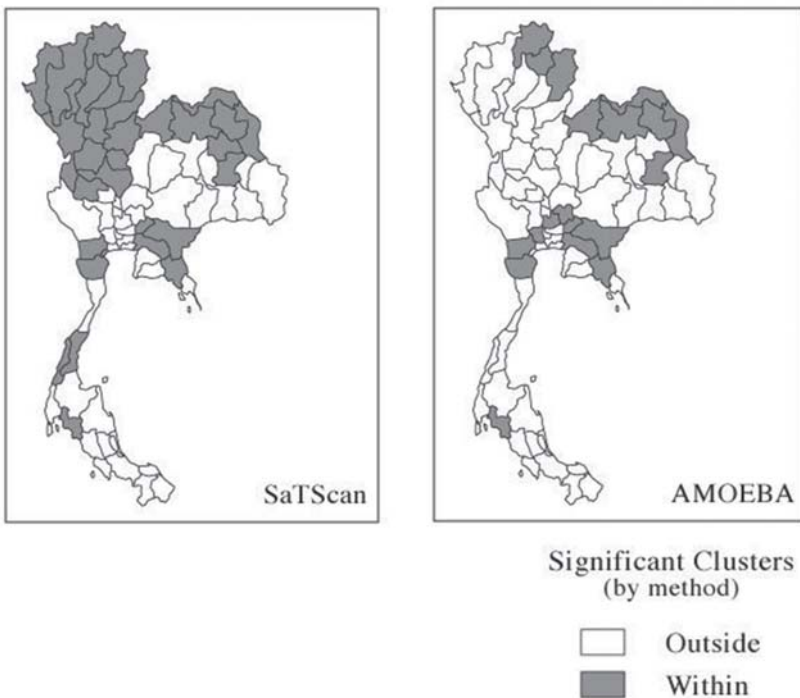 SaTScan
AMOEBA
Significant Clusters
(by method)
Outside
Within